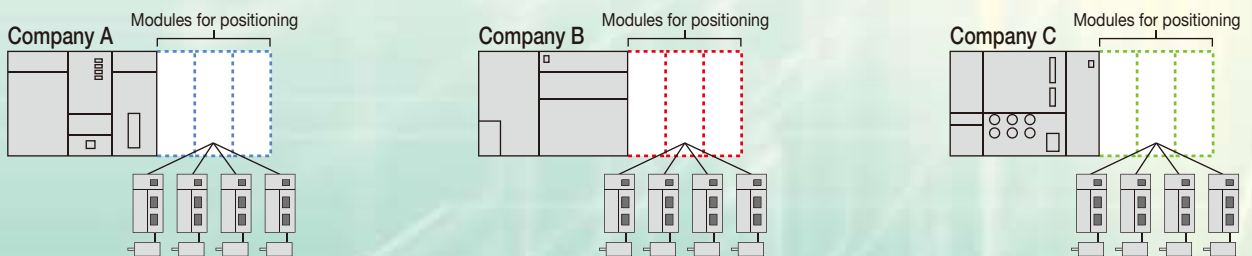 Modules for positioning
Company A
Modules for positioning
Company B
Modules for positioning
Company C